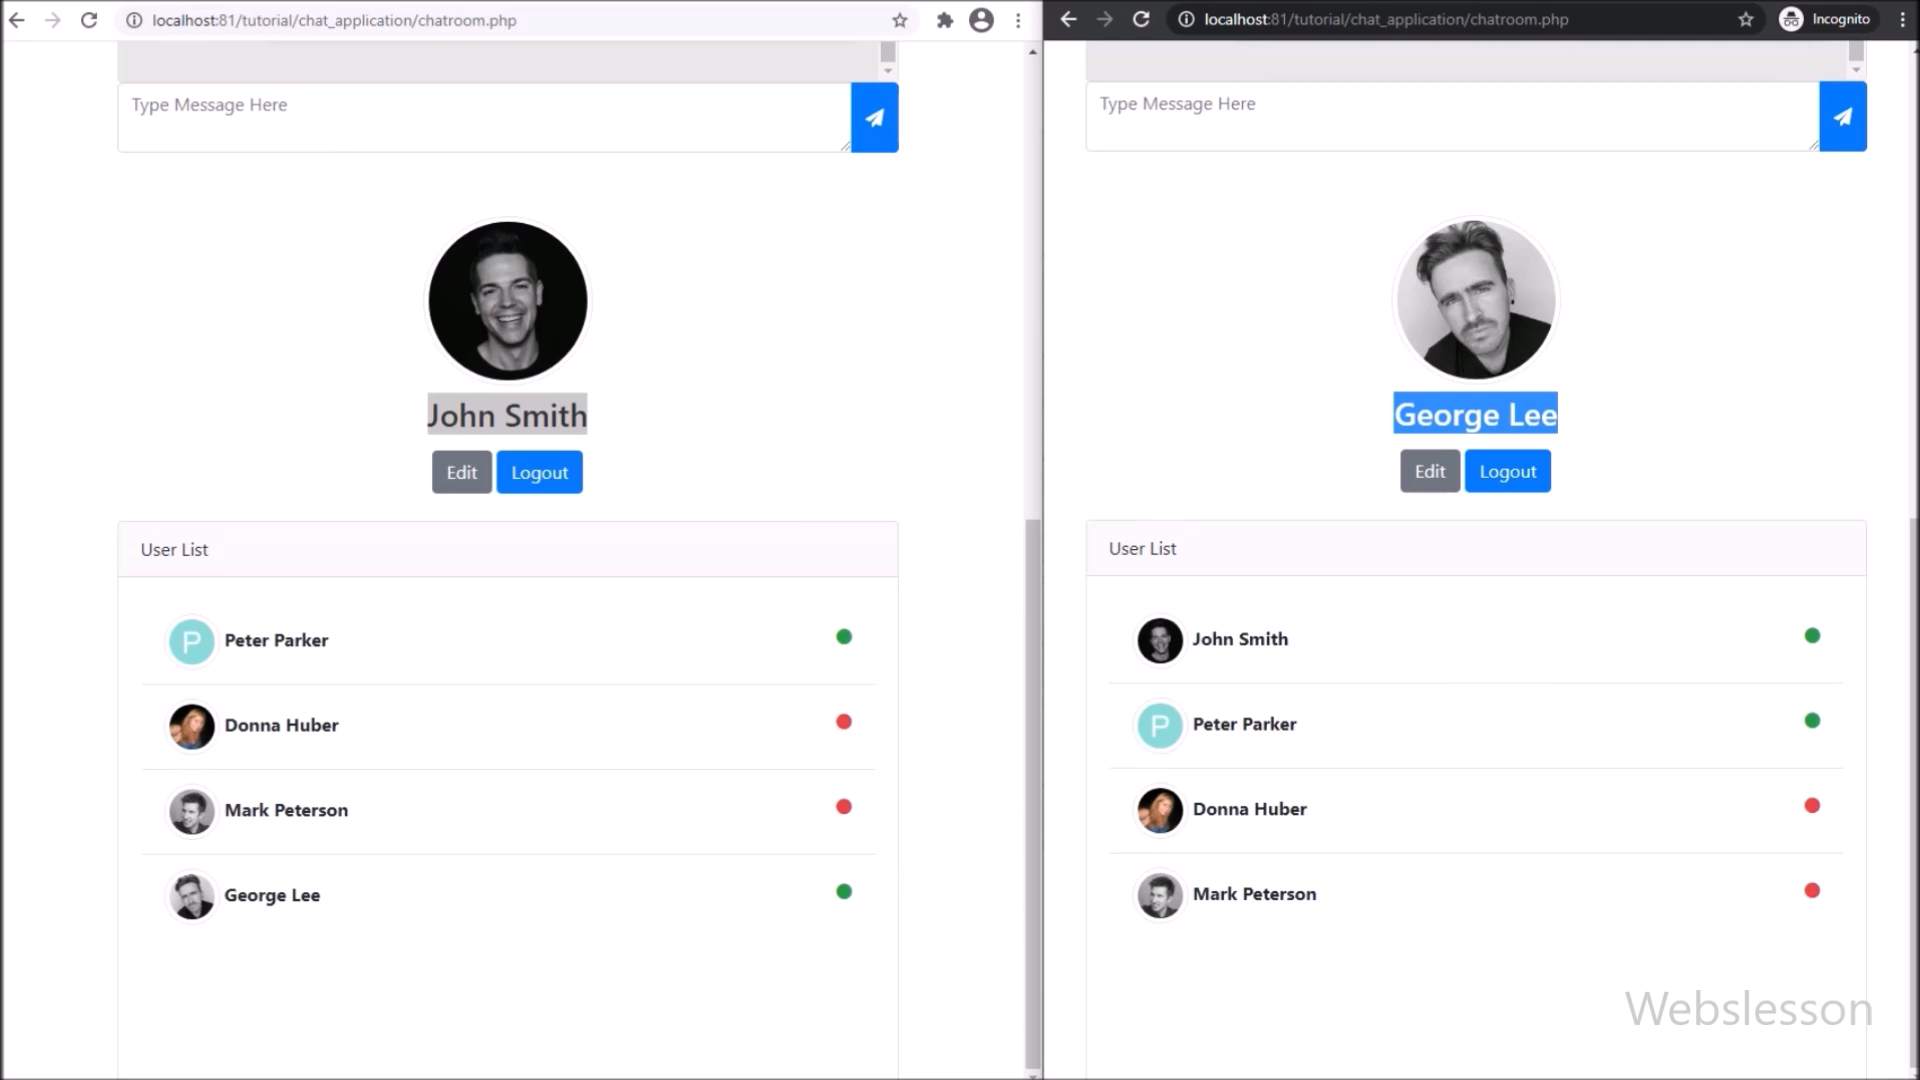 localhost:81/tutorial/chat_application/chatroom.php
Type Message Here
John Smith
Edit
Logout
User List
P
Peter Parker
Donna Huber
Mark Peterson
George Lee
localhost:81/tutorial/chat_application/chatroom.php
Incognito
Type Message Here
George Lee
Edit
Logout
User List
John Smith
P
Peter Parker
Donna Huber
Mark Peterson
Webslesson